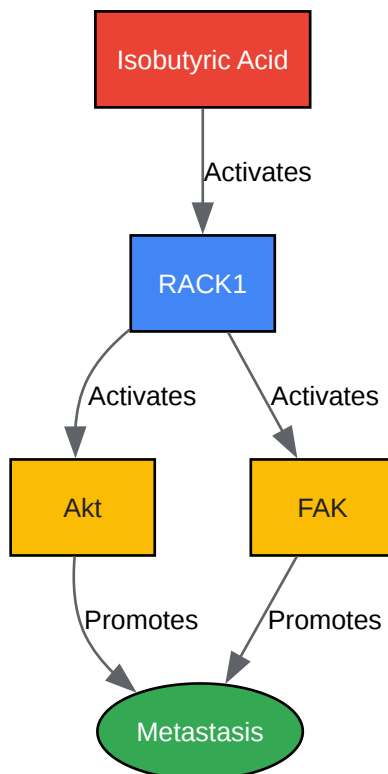 Isobutyric Acid
Activates
RACK1
Activates
Activates
Akt
FAK
Promotes
Promotes
Metastasis